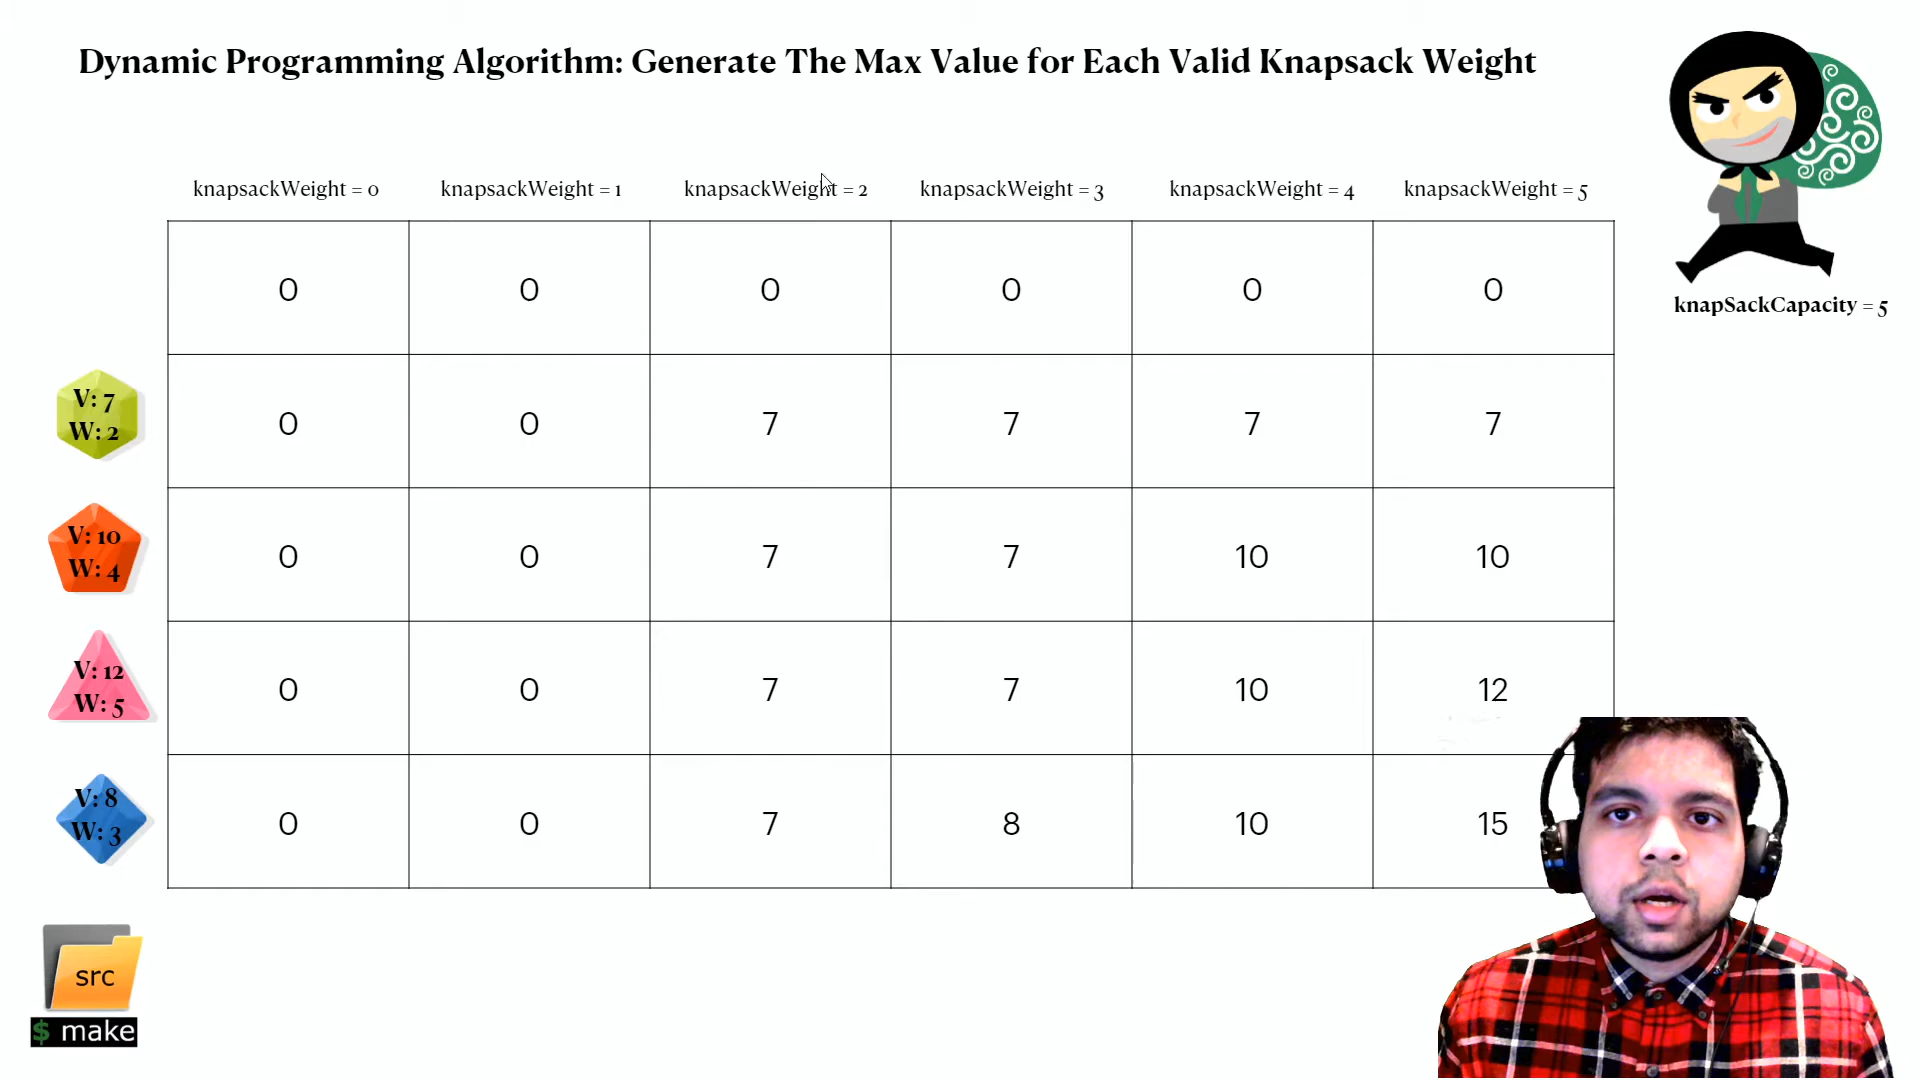 Dynamic Programming Algorithm: Generate The Max Value for Each Valid Knapsack Weight
knapsackWeight = 0 knapsackWeight = 1 knapsackWeight = 2 knapsackWeight = 3 knapsackWeight = 4 knapsackWeight = 5
knapSackCapacity = 5
0 0 0 0 0 0
V: 7
W: 2
0 0 7 7 7 7
V: 10
W: 4
0 0 7 7 10 10
V: 12
W: 5
0 0 7 7 10 12
V: 8
W: 3
0 0 7 8 10 15
src
$ make